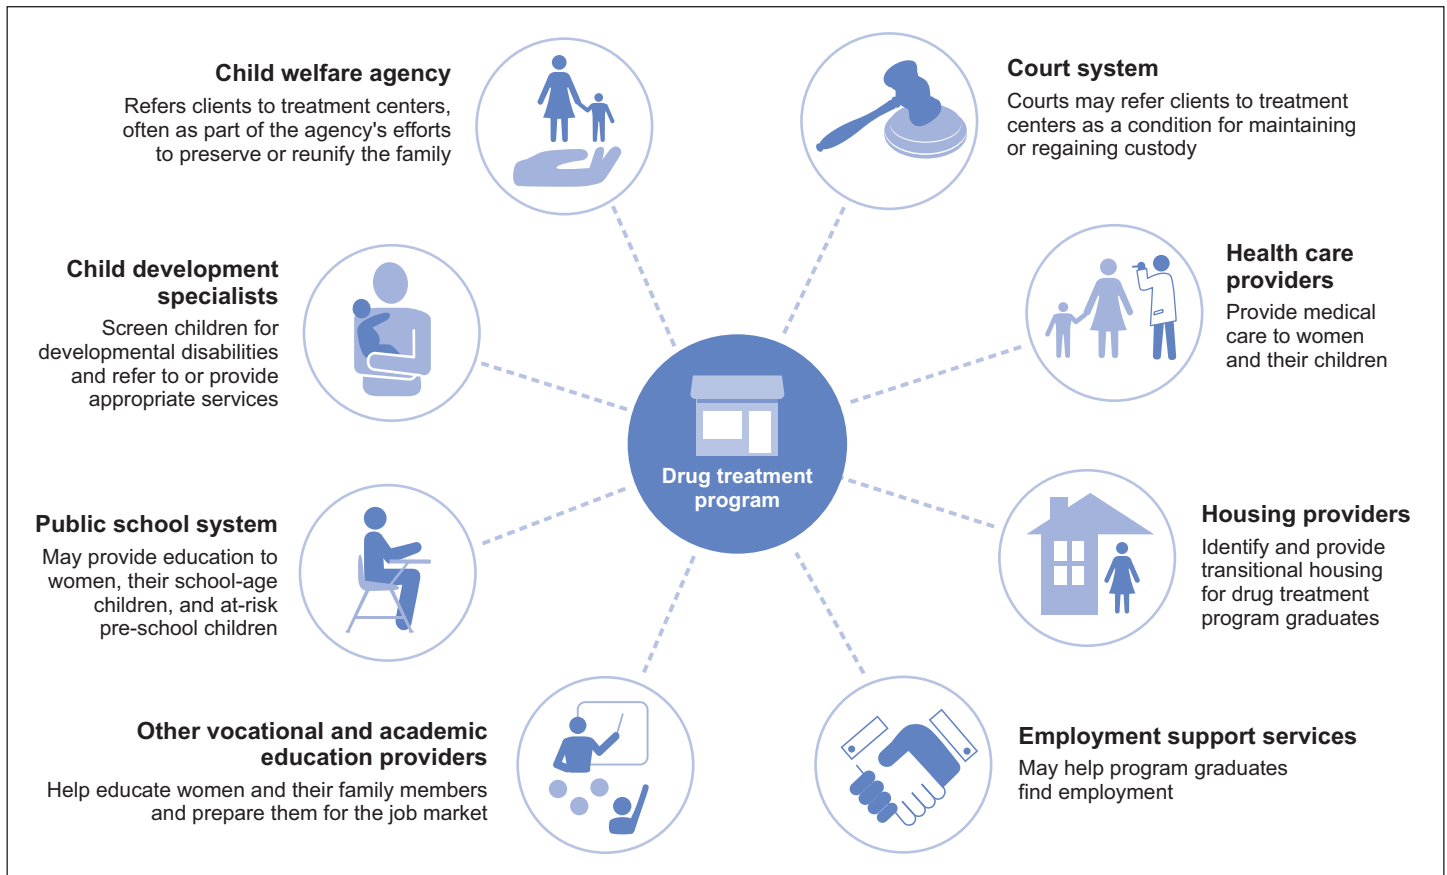 Child welfare agency
Refers clients to treatment centers,
often as part of the agency's efforts
to preserve or reunify the family
Court system
Courts may refer clients to treatment
centers as a condition for maintaining
or regaining custody
Child development
specialists
Screen children for
developmental disabilities
and refer to or provide
appropriate services
Health care
providers
Provide medical
care to women
and their children
Drug treatment
program
Public school system
May provide education to
women, their school-age
children, and at-risk
pre-school children
Housing providers
Identify and provide
transitional housing
for drug treatment
program graduates
Other vocational and academic
education providers
Help educate women and their family members
and prepare them for the job market
Employment support services
May help program graduates
find employment